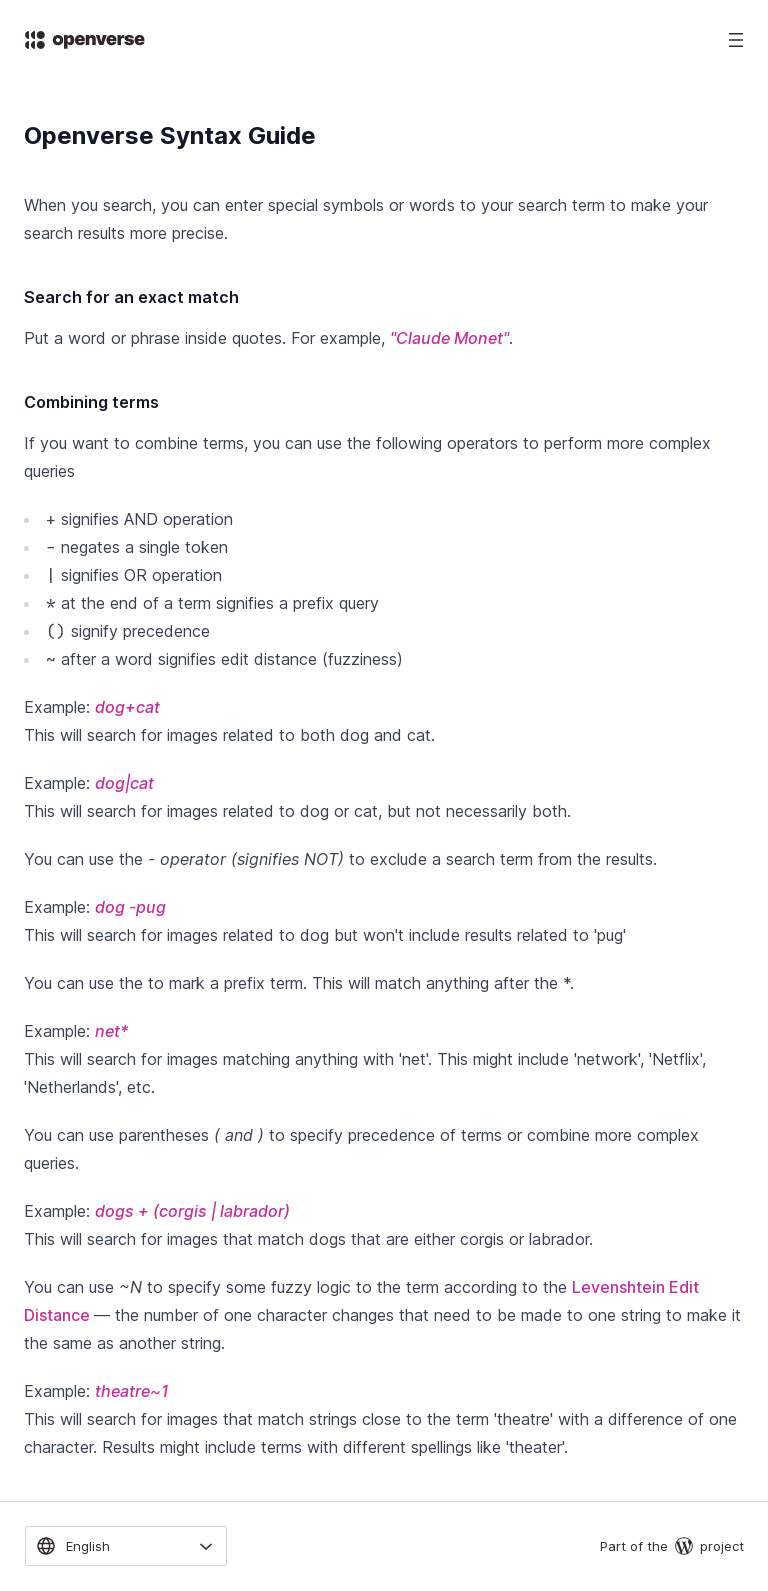 openverse
Openverse Syntax Guide
When you search, you can enter special symbols or words to your search term to make your
search results more precise.
Search for an exact match
Put a word or phrase inside quotes. For example, "Claude Monet".
Combining terms
If you want to combine terms, you can use the following operators to perform more complex
queries
+ signifies AND operation
- negates a single token
| signifies OR operation
* at the end of a term signifies a prefix query
() signify precedence
~ after a word signifies edit distance (fuzziness)
Example: dog+cat
This will search for images related to both dog and cat.
Example: dog|cat
This will search for images related to dog or cat, but not necessarily both.
You can use the - operator (signifies NOT) to exclude a search term from the results.
Example: dog -pug
This will search for images related to dog but won't include results related to 'pug'
You can use the to mark a prefix term. This will match anything after the *.
Example: net*
This will search for images matching anything with 'net'. This might include 'network', 'Netflix',
'Netherlands', etc.
You can use parentheses ( and ) to specify precedence of terms or combine more complex
queries.
Example: dogs + (corgis | labrador)
This will search for images that match dogs that are either corgis or labrador.
You can use ~N to specify some fuzzy logic to the term according to the Levenshtein Edit
Distance — the number of one character changes that need to be made to one string to make it
the same as another string.
Example: theatre~1
This will search for images that match strings close to the term 'theatre' with a difference of one
character. Results might include terms with different spellings like 'theater'.
English
Part of the project